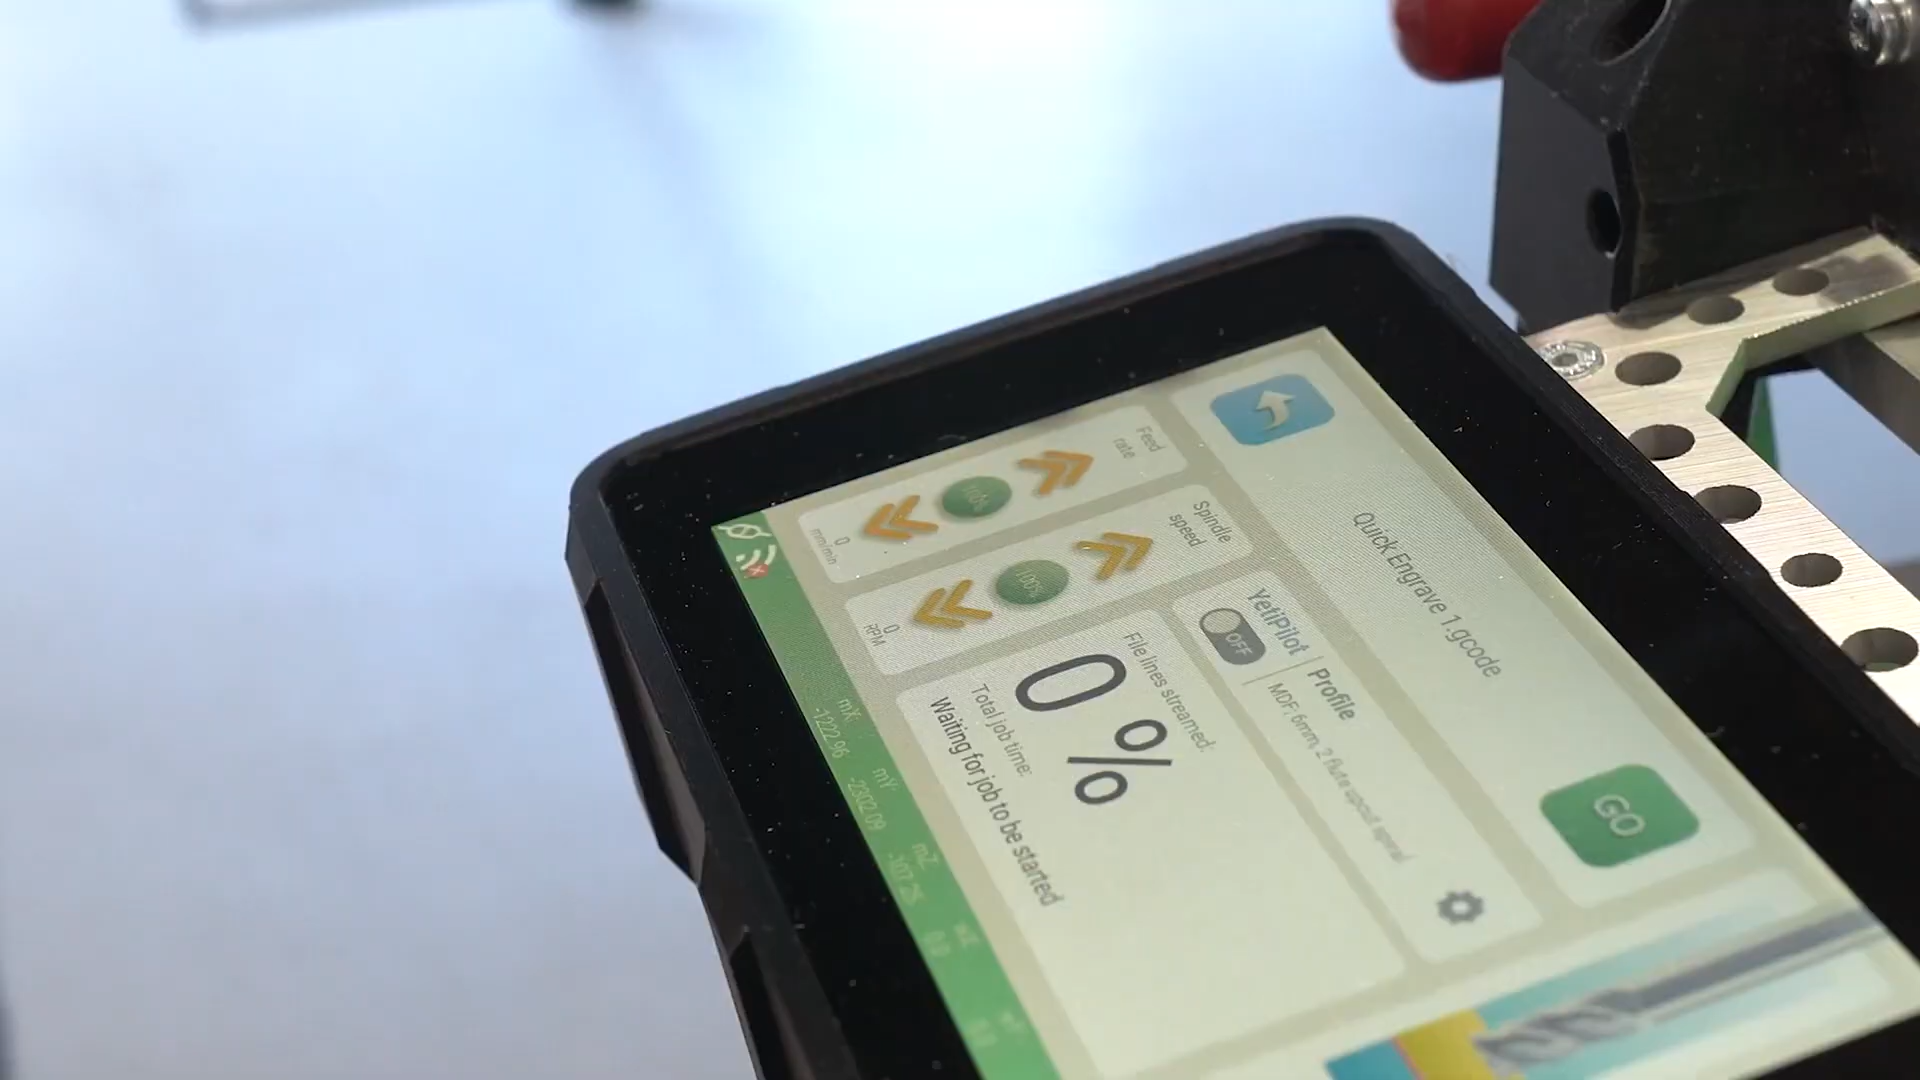 Quick Engrave 1.gcode
GO
YetiPilot
OFF
Profile
MDF, 6mm, 2 flute upcut spiral
Spindle
speed
100%
0
RPM
Feed
rate
100%
0
mm/min
File lines streamed:
0 %
Total job time:
Waiting for job to be started
mX:
-1222.96
mY:
-2302.09
mZ:
-107.25